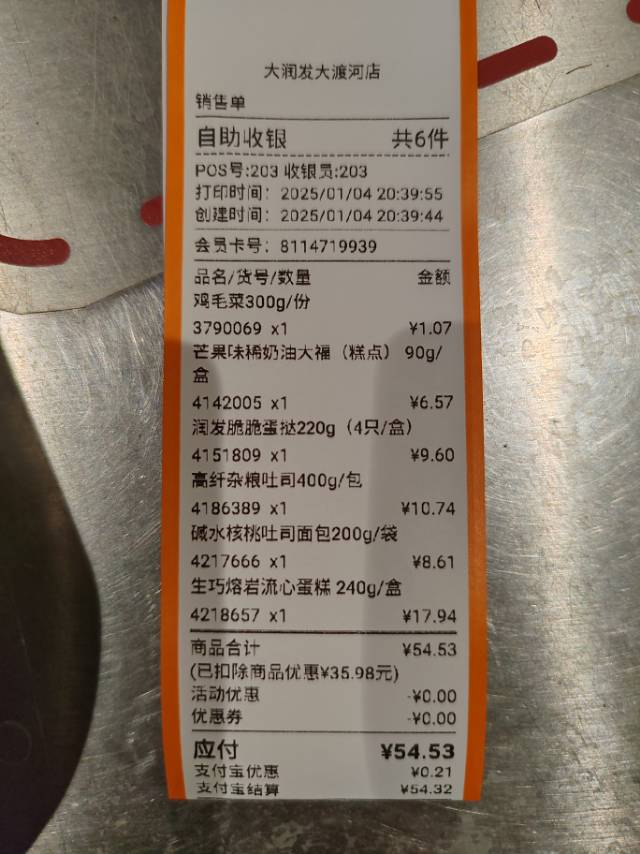 大润发大渡河店
销售单
自助收银 共6件
POS号:203 收银员:203
打印时间: 2025/01/04 20:39:55
创建时间: 2025/01/04 20:39:44
会员卡号: 8114719939
品名/货号/数量 金额
鸡毛菜300g/份
3790069 x1 ¥1.07
芒果味稀奶油大福（糕点） 90g/
盒
4142005 x1 ¥6.57
润发脆脆蛋挞220g（4只/盒）
4151809 x1 ¥9.60
高纤杂粮吐司400g/包
4186389 x1 ¥10.74
碱水核桃吐司面包200g/袋
4217666 x1 ¥8.61
生巧熔岩流心蛋糕 240g/盒
4218657 x1 ¥17.94
商品合计 ¥54.53
(已扣除商品优惠¥35.98元)
活动优惠 -¥0.00
优惠券 -¥0.00
应付 ¥54.53
支付宝优惠 ¥0.21
支付宝结算 ¥54.32